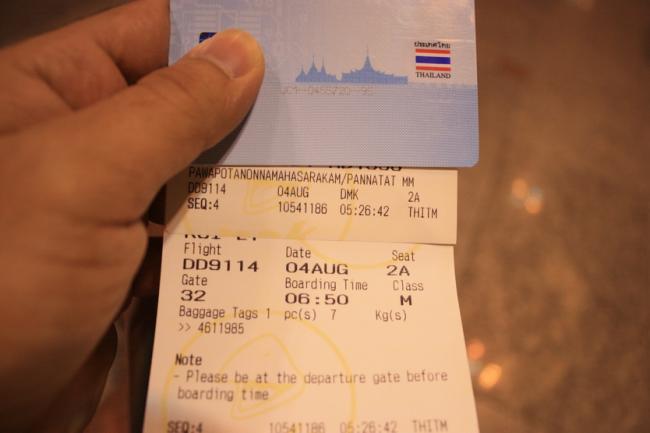 ประเทศไทย
THAILAND
PAWAPOTANONNAMAHASARAKAM/PANNATAT MM
DD9114 04AUG DMK 2A
SEQ:4 10541186 05:26:42 THITM
Flight Date Seat
DD9114 04AUG 2A
Gate Boarding Time Class
32 06:50 M
Baggage Tags 1 pc(s) 7 Kg(s)
>> 4611985
Note
- Please be at the departure gate before
boarding time
SEQ:4 10541186 05:26:42 THITM